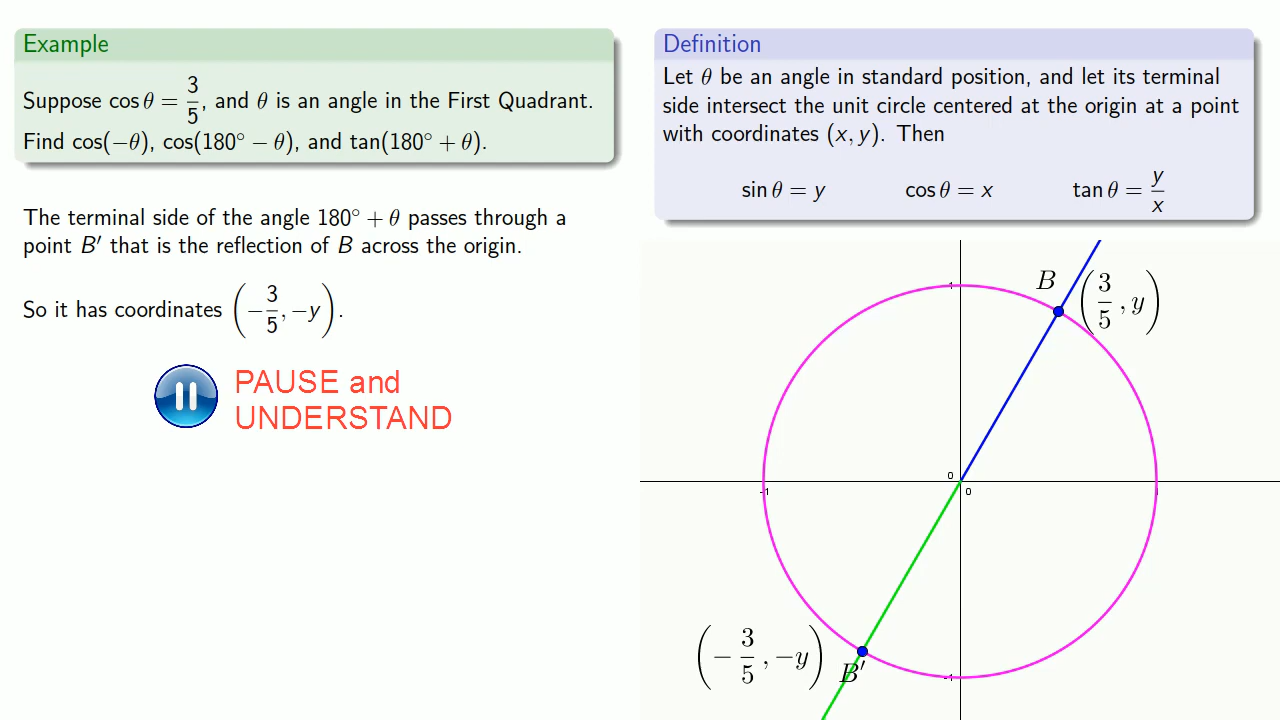 Example
Suppose cos θ = 3/5, and θ is an angle in the First Quadrant.
Find cos(−θ), cos(180° − θ), and tan(180° + θ).
The terminal side of the angle 180° + θ passes through a
point B′ that is the reflection of B across the origin.
So it has coordinates (−3/5, −y).
PAUSE and
UNDERSTAND
Definition
Let θ be an angle in standard position, and let its terminal
side intersect the unit circle centered at the origin at a point
with coordinates (x, y). Then
sin θ = y cos θ = x tan θ = y/x
B (3/5, y)
1
0
-1 0 1
(−3/5, −y)
B′
-1